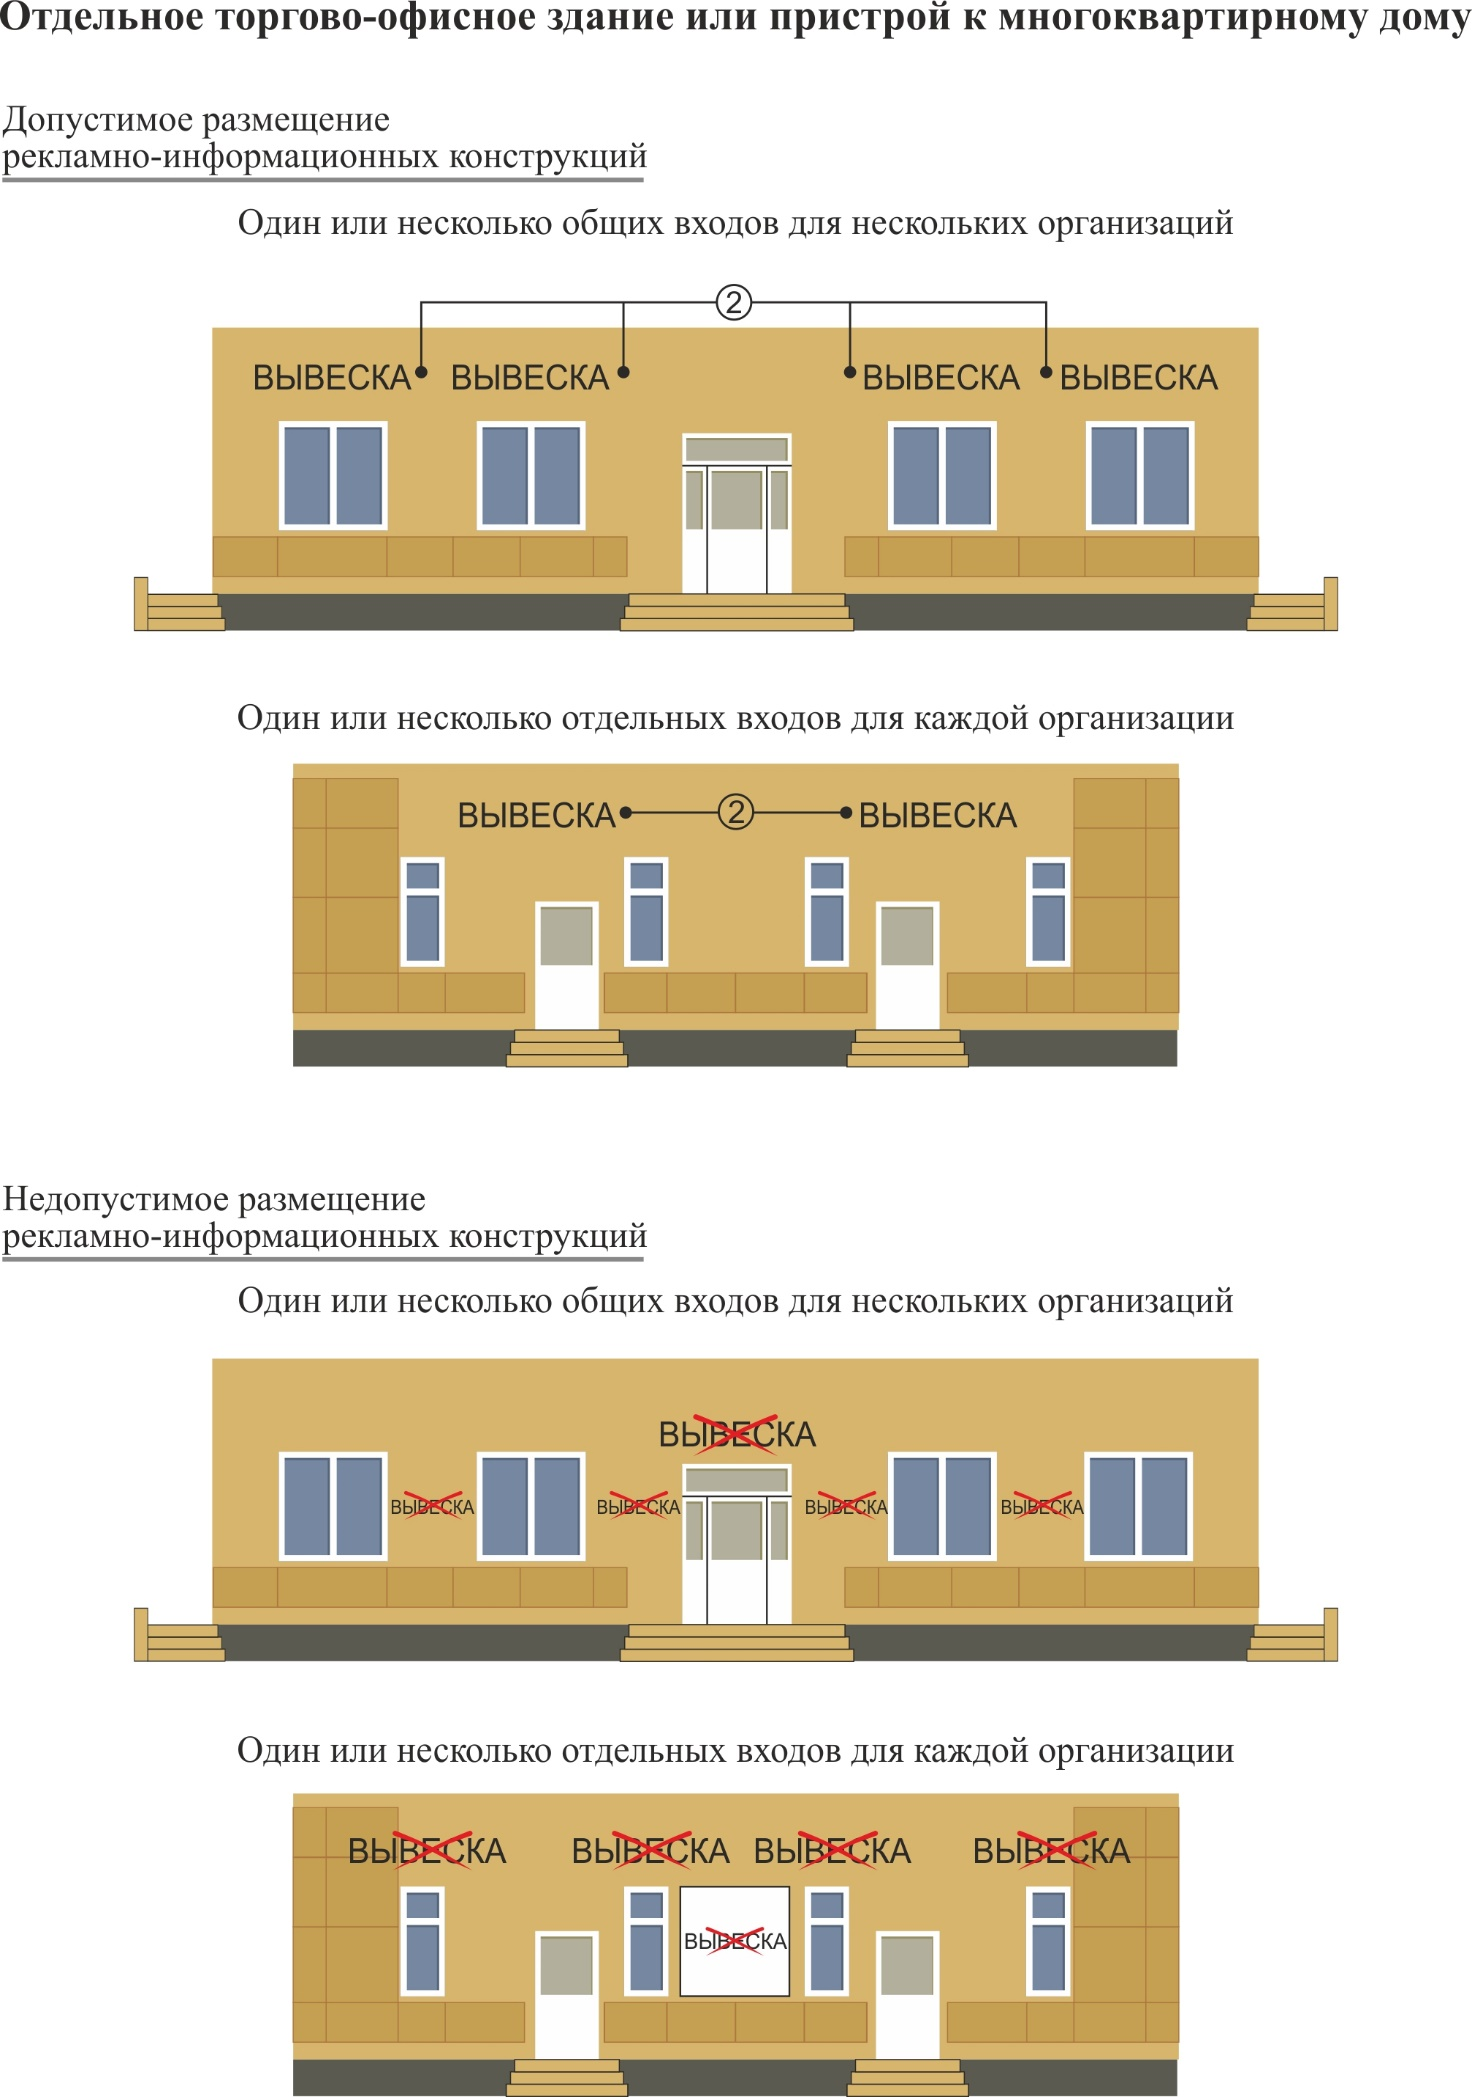 Отдельное торгово-офисное здание или пристрой к многоквартирному дому
Допустимое размещение
рекламно-информационных конструкций
Один или несколько общих входов для нескольких организаций
2
ВЫВЕСКА ВЫВЕСКА ВЫВЕСКА ВЫВЕСКА
Один или несколько отдельных входов для каждой организации
ВЫВЕСКА 2 ВЫВЕСКА
Недопустимое размещение
рекламно-информационных конструкций
Один или несколько общих входов для нескольких организаций
ВЫВЕСКА
ВЫВЕСКА ВЫВЕСКА ВЫВЕСКА ВЫВЕСКА
Один или несколько отдельных входов для каждой организации
ВЫВЕСКА ВЫВЕСКА ВЫВЕСКА ВЫВЕСКА
ВЫВЕСКА